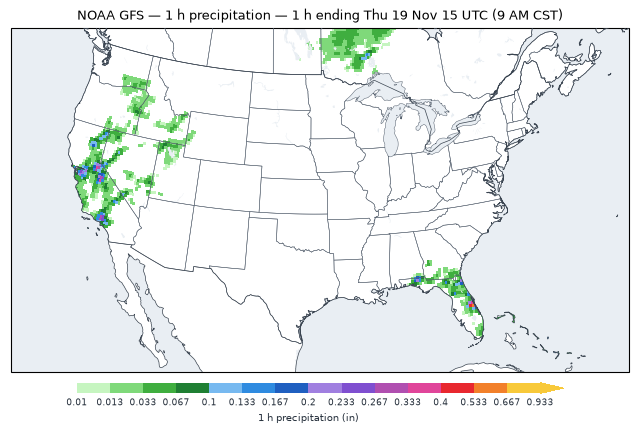 NOAA GFS — 1 h precipitation — 1 h ending Thu 19 Nov 15 UTC (9 AM CST)
0.01 0.013 0.033 0.067 0.1 0.133 0.167 0.2 0.233 0.267 0.333 0.4 0.533 0.667 0.933
1 h precipitation (in)